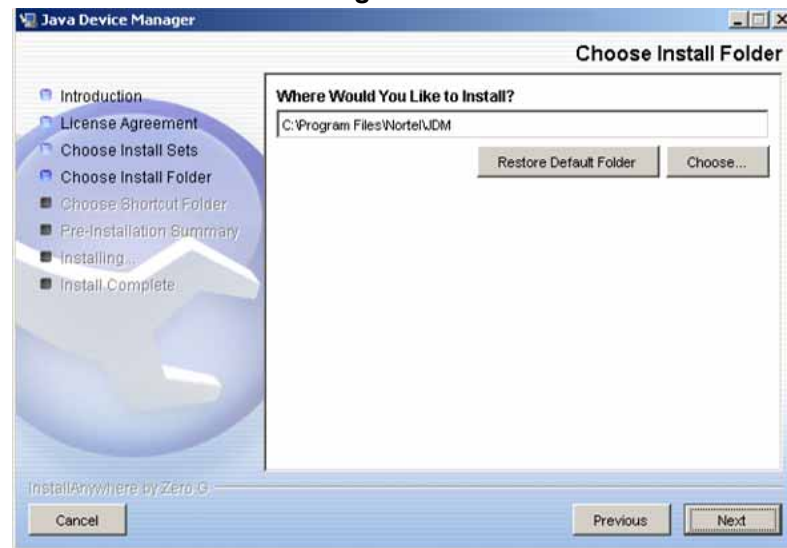 Java Device Manager
Choose Install Folder
Introduction
License Agreement
Choose Install Sets
Choose Install Folder
Choose Shortcut Folder
Pre-Installation Summary
Installing...
Install Complete
Where Would You Like to Install?
C:\Program Files\Nortel\JDM
Restore Default Folder
Choose...
InstallAnywhere by Zero G
Cancel
Previous
Next